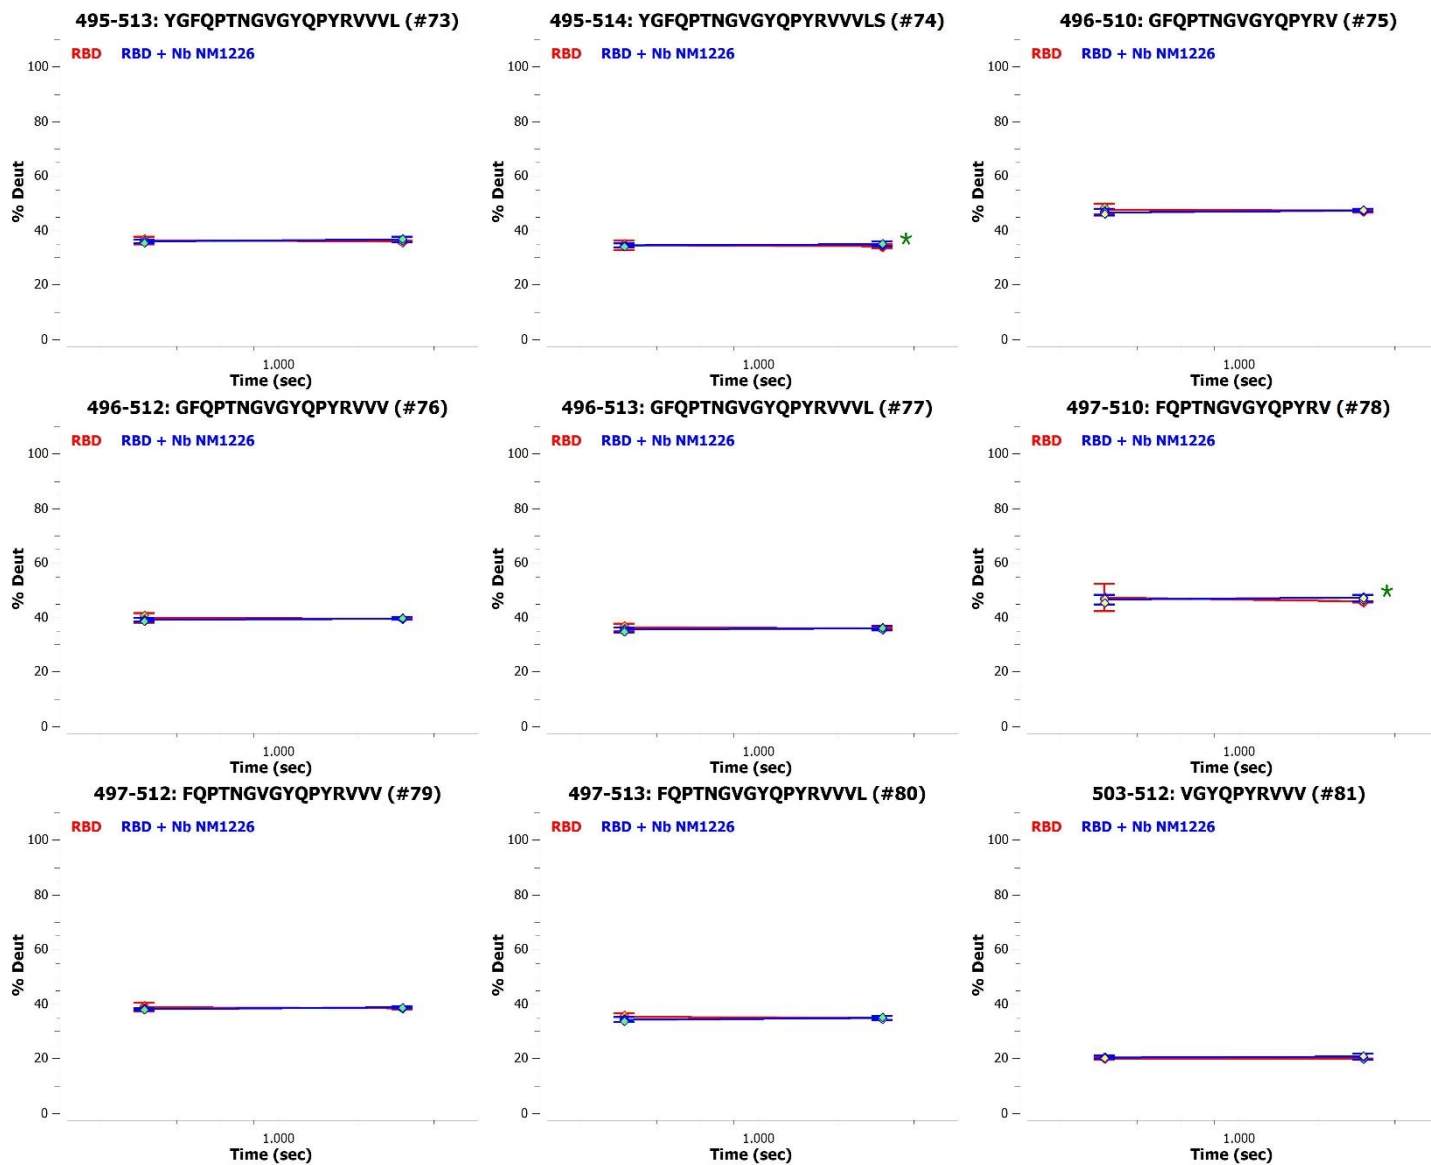 495-513: YGFQPTNGVGYQPYRVVVL (#73)
RBD RBD + Nb NM1226
100
80
60
40
20
0
% Deut
1.000
Time (sec)
495-514: YGFQPTNGVGYQPYRVVVLS (#74)
RBD RBD + Nb NM1226
100
80
60
40
20
0
% Deut
*
1.000
Time (sec)
496-510: GFQPTNGVGYQPYRV (#75)
RBD RBD + Nb NM1226
100
80
60
40
20
0
% Deut
1.000
Time (sec)
496-512: GFQPTNGVGYQPYRVVV (#76)
RBD RBD + Nb NM1226
100
80
60
40
20
0
% Deut
1.000
Time (sec)
496-513: GFQPTNGVGYQPYRVVVL (#77)
RBD RBD + Nb NM1226
100
80
60
40
20
0
% Deut
1.000
Time (sec)
497-510: FQPTNGVGYQPYRV (#78)
RBD RBD + Nb NM1226
100
80
60
40
20
0
% Deut
*
1.000
Time (sec)
497-512: FQPTNGVGYQPYRVVV (#79)
RBD RBD + Nb NM1226
100
80
60
40
20
0
% Deut
1.000
Time (sec)
497-513: FQPTNGVGYQPYRVVVL (#80)
RBD RBD + Nb NM1226
100
80
60
40
20
0
% Deut
1.000
Time (sec)
503-512: VGYQPYRVVV (#81)
RBD RBD + Nb NM1226
100
80
60
40
20
0
% Deut
1.000
Time (sec)